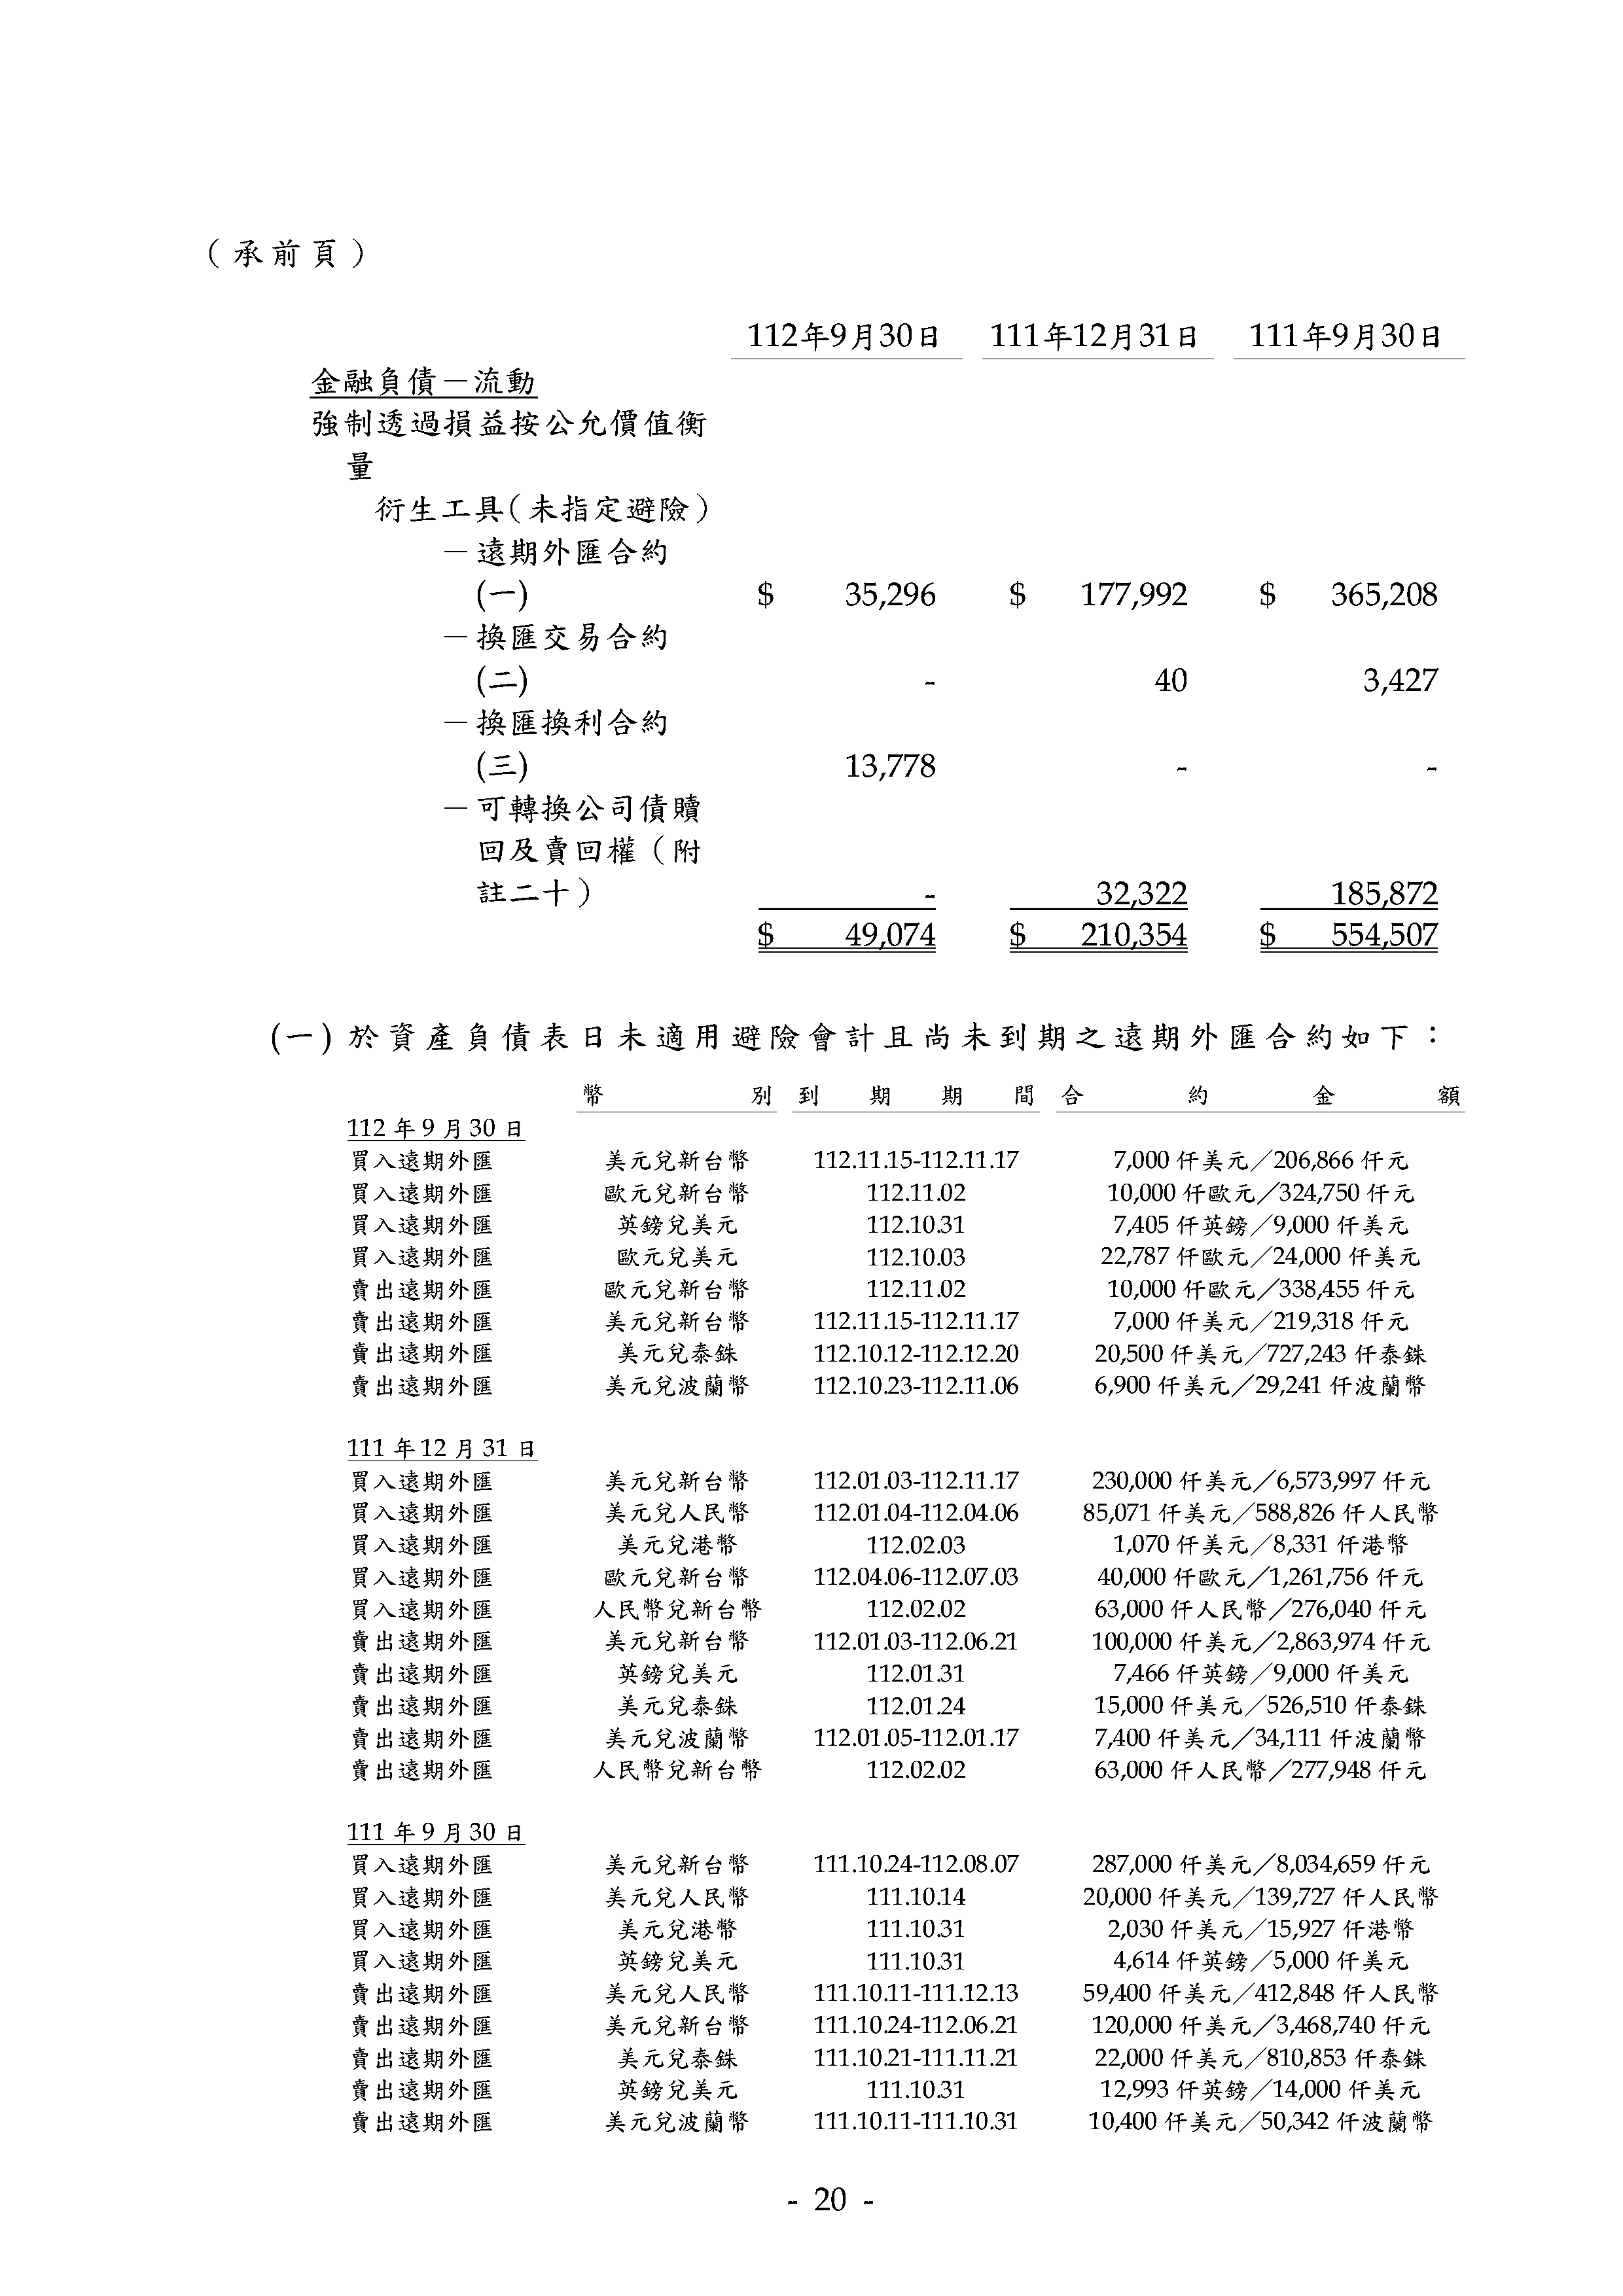 （承前頁）
112年9月30日 111年12月31日 111年9月30日
金融負債－流動
強制透過損益按公允價值衡
量
衍生工具（未指定避險）
－遠期外匯合約
(一) $ 35,296 $ 177,992 $ 365,208
－換匯交易合約
(二) - 40 3,427
－換匯換利合約
(三) 13,778 - -
－可轉換公司債贖
回及賣回權（附
註二十） - 32,322 185,872
$ 49,074 $ 210,354 $ 554,507
(一) 於資產負債表日未適用避險會計且尚未到期之遠期外匯合約如下：
幣別 到期期間 合約金額
112 年 9 月 30 日
買入遠期外匯 美元兌新台幣 112.11.15-112.11.17 7,000 仟美元／206,866 仟元
買入遠期外匯 歐元兌新台幣 112.11.02 10,000 仟歐元／324,750 仟元
買入遠期外匯 英鎊兌美元 112.10.31 7,405 仟英鎊／9,000 仟美元
買入遠期外匯 歐元兌美元 112.10.03 22,787 仟歐元／24,000 仟美元
賣出遠期外匯 歐元兌新台幣 112.11.02 10,000 仟歐元／338,455 仟元
賣出遠期外匯 美元兌新台幣 112.11.15-112.11.17 7,000 仟美元／219,318 仟元
賣出遠期外匯 美元兌泰銖 112.10.12-112.12.20 20,500 仟美元／727,243 仟泰銖
賣出遠期外匯 美元兌波蘭幣 112.10.23-112.11.06 6,900 仟美元／29,241 仟波蘭幣
111 年 12 月 31 日
買入遠期外匯 美元兌新台幣 112.01.03-112.11.17 230,000 仟美元／6,573,997 仟元
買入遠期外匯 美元兌人民幣 112.01.04-112.04.06 85,071 仟美元／588,826 仟人民幣
買入遠期外匯 美元兌港幣 112.02.03 1,070 仟美元／8,331 仟港幣
買入遠期外匯 歐元兌新台幣 112.04.06-112.07.03 40,000 仟歐元／1,261,756 仟元
買入遠期外匯 人民幣兌新台幣 112.02.02 63,000 仟人民幣／276,040 仟元
賣出遠期外匯 美元兌新台幣 112.01.03-112.06.21 100,000 仟美元／2,863,974 仟元
賣出遠期外匯 英鎊兌美元 112.01.31 7,466 仟英鎊／9,000 仟美元
賣出遠期外匯 美元兌泰銖 112.01.24 15,000 仟美元／526,510 仟泰銖
賣出遠期外匯 美元兌波蘭幣 112.01.05-112.01.17 7,400 仟美元／34,111 仟波蘭幣
賣出遠期外匯 人民幣兌新台幣 112.02.02 63,000 仟人民幣／277,948 仟元
111 年 9 月 30 日
買入遠期外匯 美元兌新台幣 111.10.24-112.08.07 287,000 仟美元／8,034,659 仟元
買入遠期外匯 美元兌人民幣 111.10.14 20,000 仟美元／139,727 仟人民幣
買入遠期外匯 美元兌港幣 111.10.31 2,030 仟美元／15,927 仟港幣
買入遠期外匯 英鎊兌美元 111.10.31 4,614 仟英鎊／5,000 仟美元
賣出遠期外匯 美元兌人民幣 111.10.11-111.12.13 59,400 仟美元／412,848 仟人民幣
賣出遠期外匯 美元兌新台幣 111.10.24-112.06.21 120,000 仟美元／3,468,740 仟元
賣出遠期外匯 美元兌泰銖 111.10.21-111.11.21 22,000 仟美元／810,853 仟泰銖
賣出遠期外匯 英鎊兌美元 111.10.31 12,993 仟英鎊／14,000 仟美元
賣出遠期外匯 美元兌波蘭幣 111.10.11-111.10.31 10,400 仟美元／50,342 仟波蘭幣
- 20 -